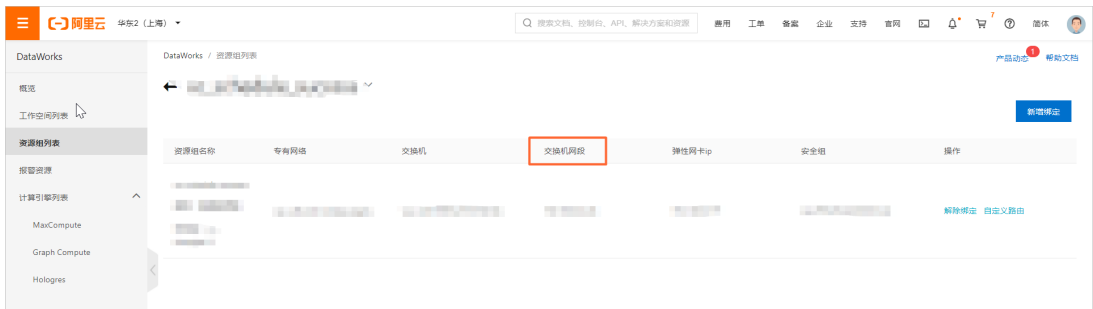 阿里云 华东2（上海） 搜索文档、控制台、API、解决方案和资源 费用 工单 备案 企业 支持 官网 7 简体
DataWorks
DataWorks / 资源组列表
产品动态 1 帮助文档
概览
工作空间列表
新增绑定
资源组列表
资源组名称 专有网络 交换机 交换机网段 弹性网卡ip 安全组 操作
报警资源
计算引擎列表
解除绑定 自定义路由
MaxCompute
Graph Compute
Hologres